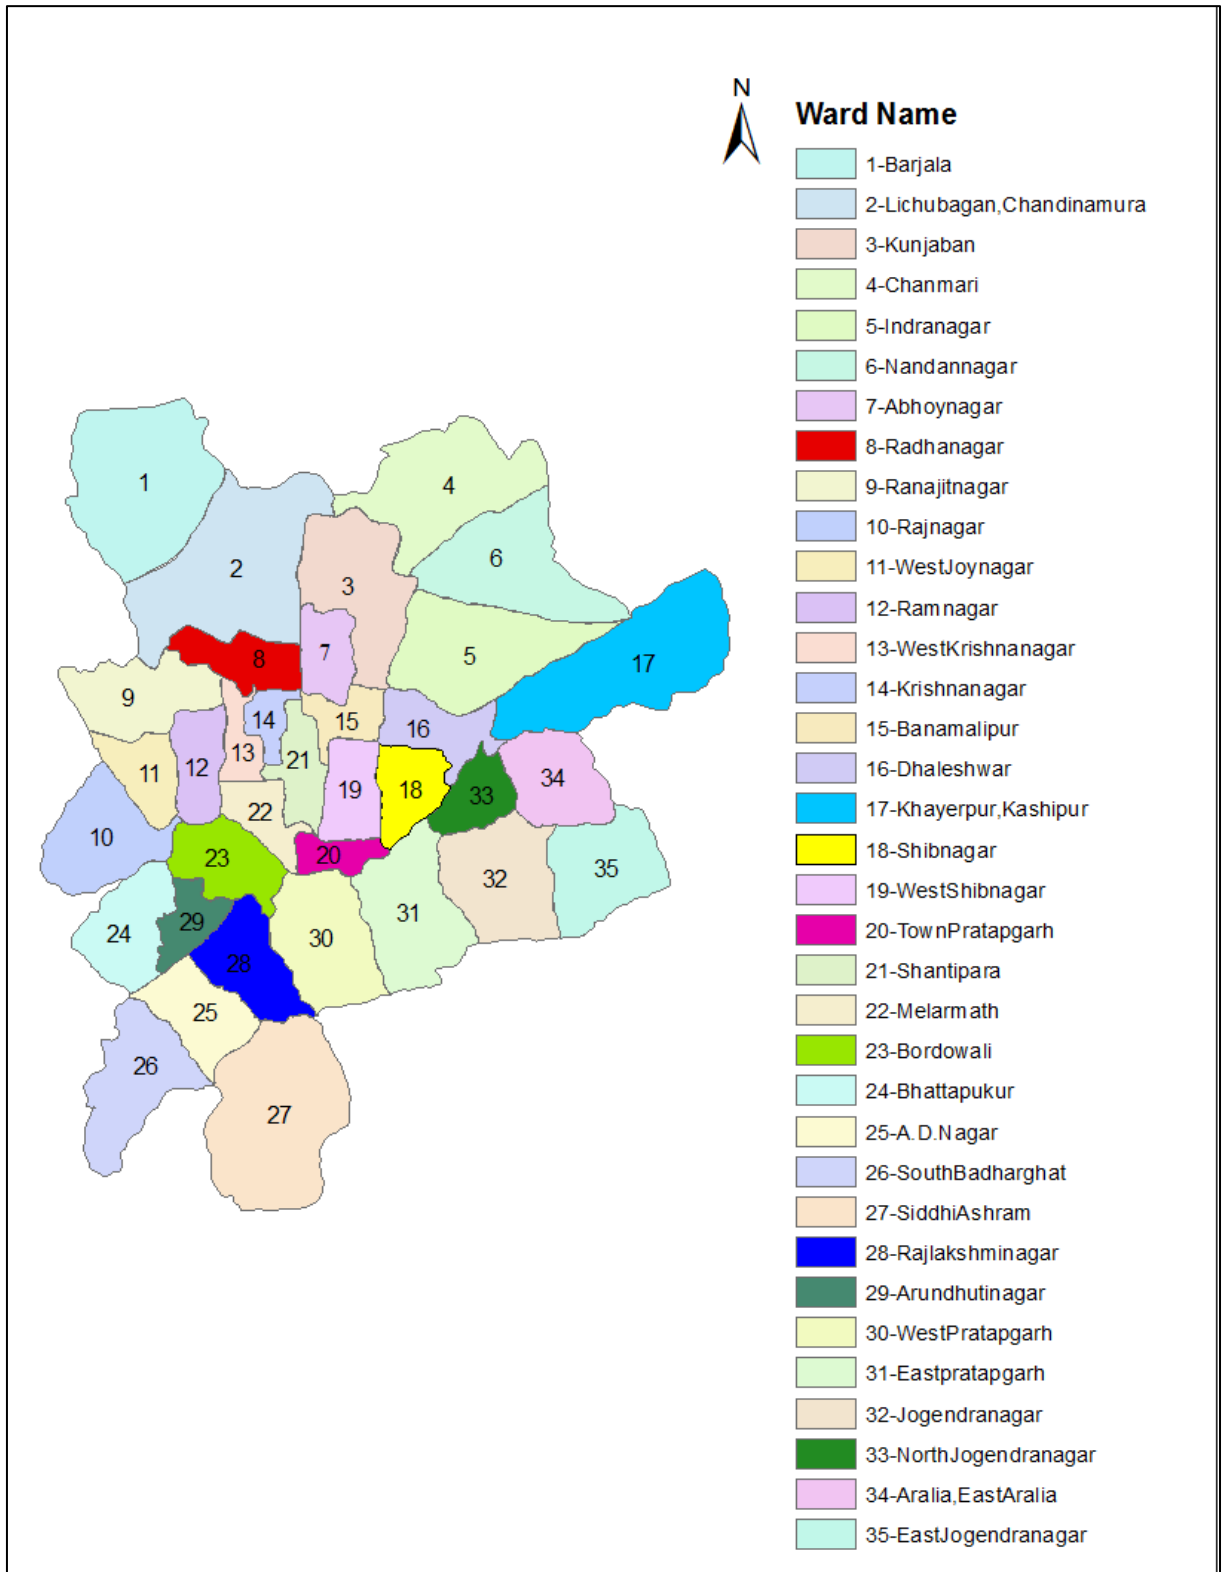 N
Ward Name
1-Barjala
2-Lichubagan,Chandinamura
3-Kunjaban
4-Chanmari
5-Indranagar
6-Nandannagar
7-Abhoynagar
8-Radhanagar
9-Ranajitnagar
10-Rajnagar
11-WestJoynagar
12-Ramnagar
13-WestKrishnanagar
14-Krishnanagar
15-Banamalipur
16-Dhaleshwar
17-Khayerpur,Kashipur
18-Shibnagar
19-WestShibnagar
20-TownPratapgarh
21-Shantipara
22-Melarmath
23-Bordowali
24-Bhattapukur
25-A.D.Nagar
26-SouthBadharghat
27-SiddhiAshram
28-Rajlakshminagar
29-Arundhutinagar
30-WestPratapgarh
31-Eastpratapgarh
32-Jogendranagar
33-NorthJogendranagar
34-Aralia,EastAralia
35-EastJogendranagar
1
4
2
6
3
7
5
17
8
9
14
15
16
13
21
11
12
34
19
18
33
22
10
23
20
32
35
29
31
24
30
28
25
26
27